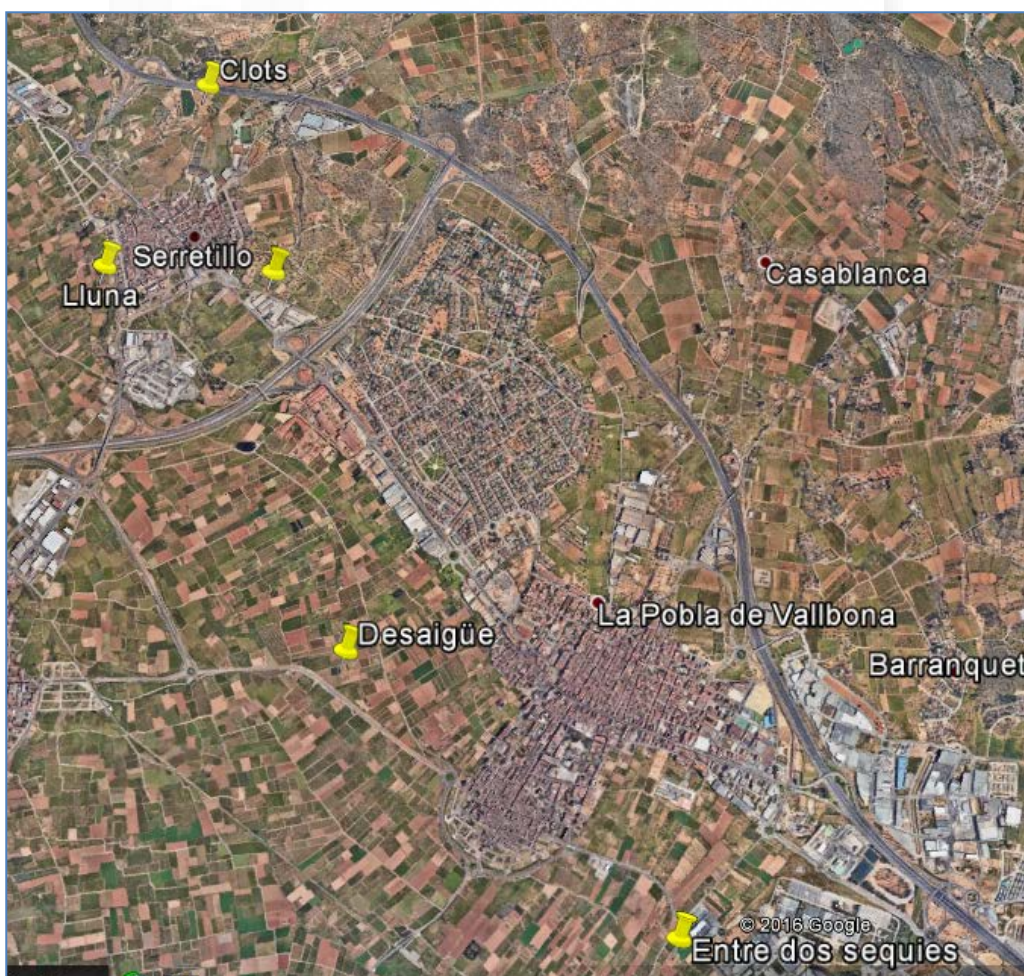 Clots
Serretillo
Lluna
Casablanca
La Pobla de Vallbona
Desaigüe
Barranquet
© 2016 Google
Entre dos sequies